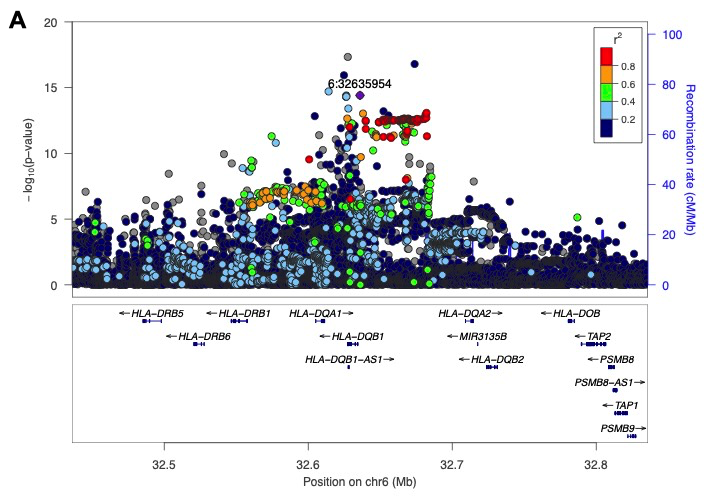 A
20
15
10
5
0
− log10(p−value)
6:32635954
r2
0.8
0.6
0.4
0.2
100
80
60
40
20
0
Recombination rate (cM/Mb)
←HLA−DRB5 ←HLA−DRB1 HLA−DQA1→ HLA−DQA2→ ←HLA−DOB
←HLA−DRB6 ←HLA−DQB1 ←MIR3135B ←TAP2
HLA−DQB1−AS1→ ←HLA−DQB2 ←PSMB8
PSMB8−AS1→
←TAP1
PSMB9→
32.5 32.6 32.7 32.8
Position on chr6 (Mb)